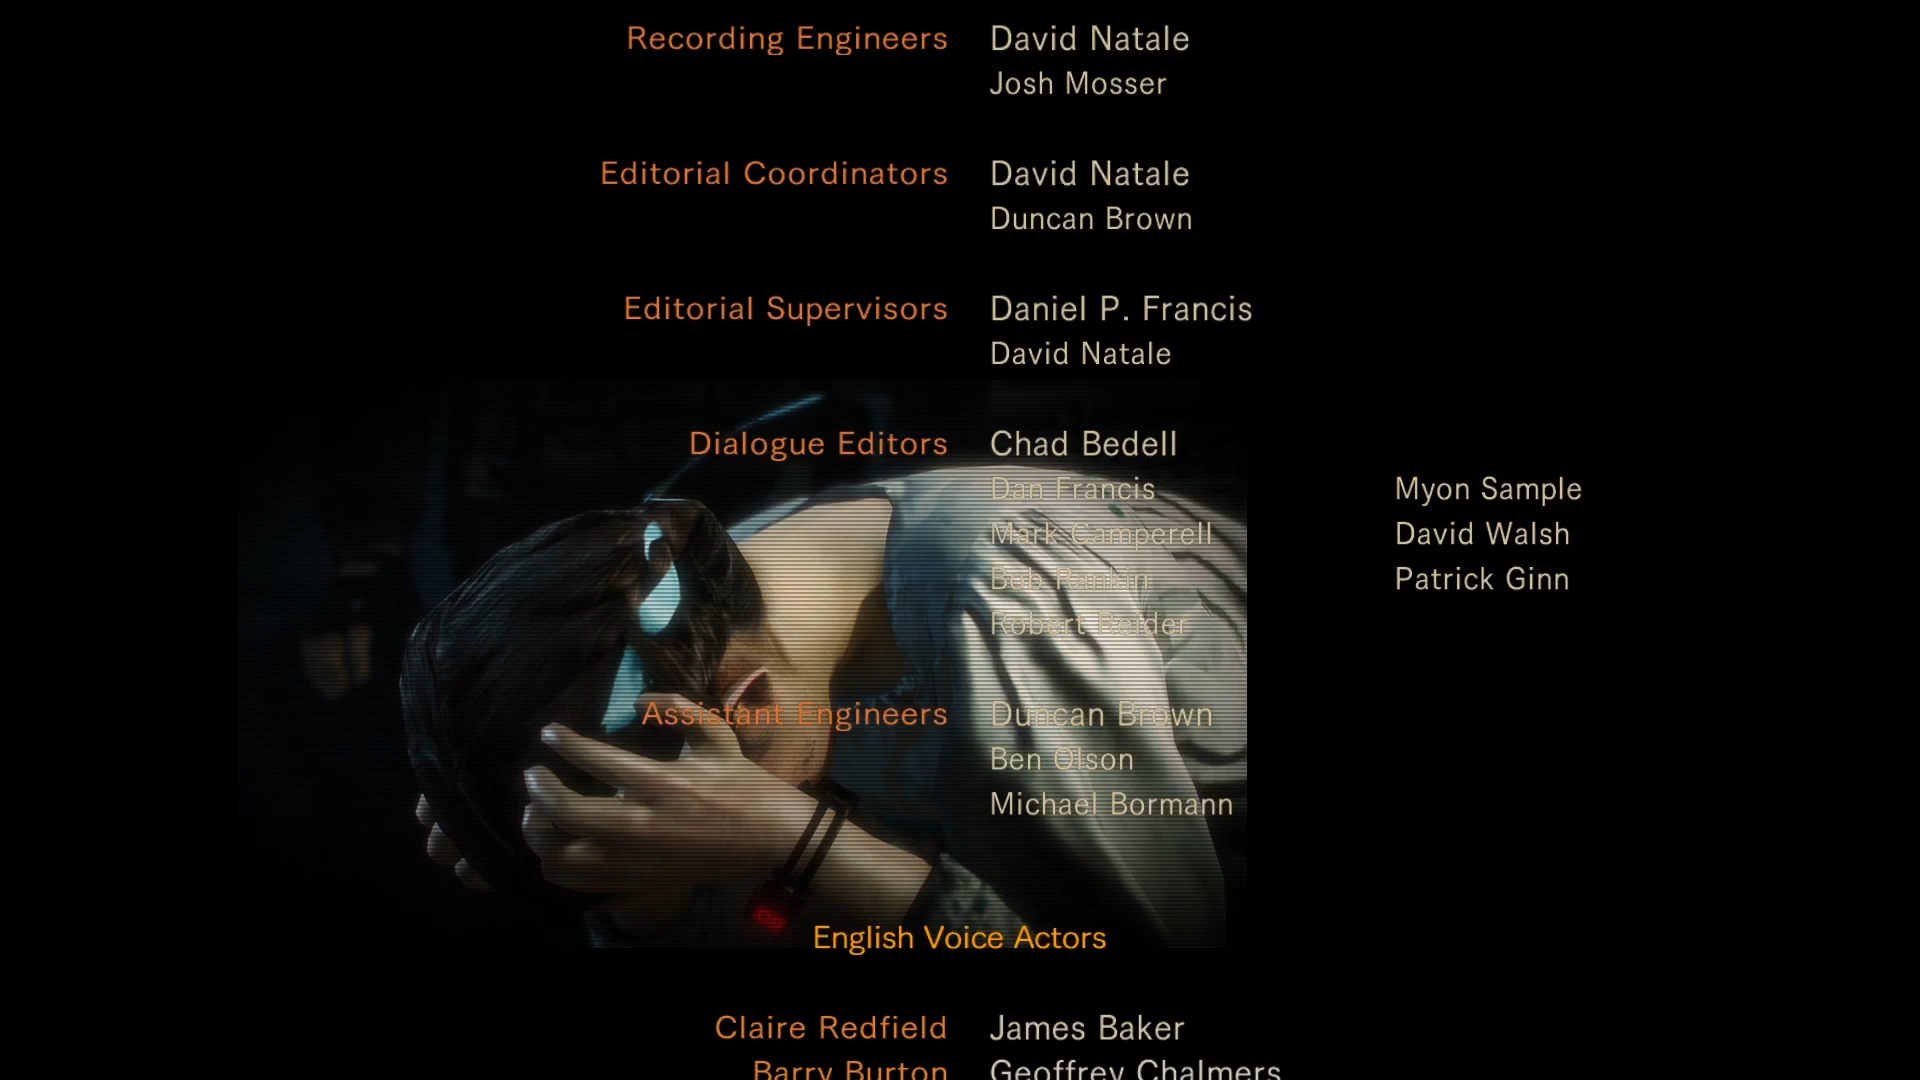 Recording Engineers David Natale
Josh Mosser
Editorial Coordinators David Natale
Duncan Brown
Editorial Supervisors Daniel P. Francis
David Natale
Dialogue Editors Chad Bedell
Dan Francis Myon Sample
Mark Camperell David Walsh
Bob Rankin Patrick Ginn
Robert Reider
Assistant Engineers Duncan Brown
Ben Olson
Michael Bormann
English Voice Actors
Claire Redfield James Baker
Barry Burton Geoffrey Chalmers